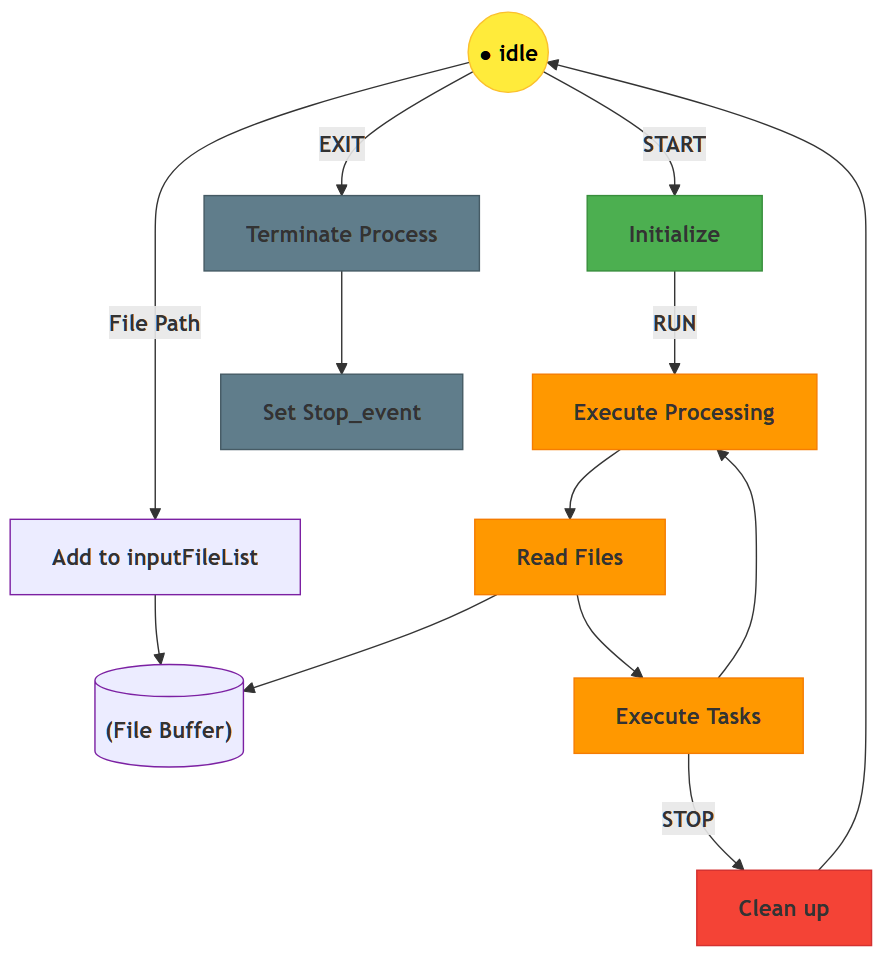 ● idle
EXIT
START
Terminate Process
Initialize
File Path
RUN
Set Stop_event
Execute Processing
Add to inputFileList
Read Files
(File Buffer)
Execute Tasks
STOP
Clean up